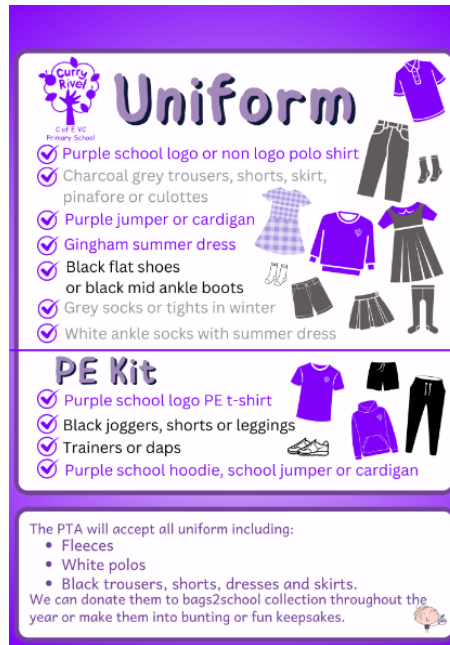 Curry
Rivel
C of E VC
Primary School
Uniform
Purple school logo or non logo polo shirt
Charcoal grey trousers, shorts, skirt,
pinafore or culottes
Purple jumper or cardigan
Gingham summer dress
Black flat shoes
or black mid ankle boots
Grey socks or tights in winter
White ankle socks with summer dress
PE Kit
Purple school logo PE t-shirt
Black joggers, shorts or leggings
Trainers or daps
Purple school hoodie, school jumper or cardigan
The PTA will accept all uniform including:
• Fleeces
• White polos
• Black trousers, shorts, dresses and skirts.
We can donate them to bags2school collection throughout the
year or make them into bunting or fun keepsakes.